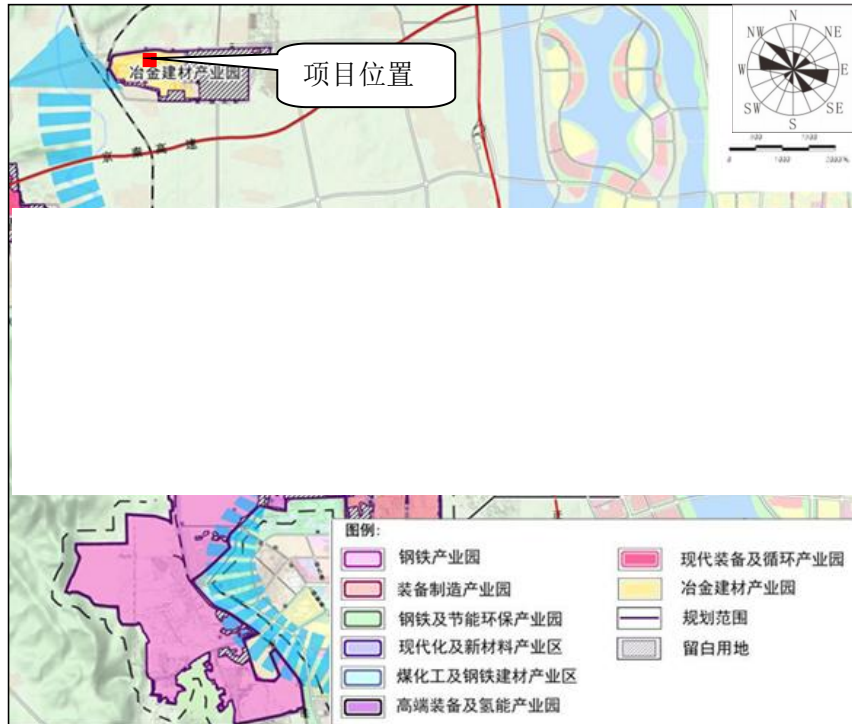 项目位置
冶金建材产业园
京秦高速
N
NW
NE
W
E
SW
SE
S
500
1500
0
1000
2000M
图例:
钢铁产业园
装备制造产业园
钢铁及节能环保产业园
现代化及新材料产业区
煤化工及钢铁建材产业区
高端装备及氢能产业园
现代装备及循环产业园
冶金建材产业园
规划范围
留白用地